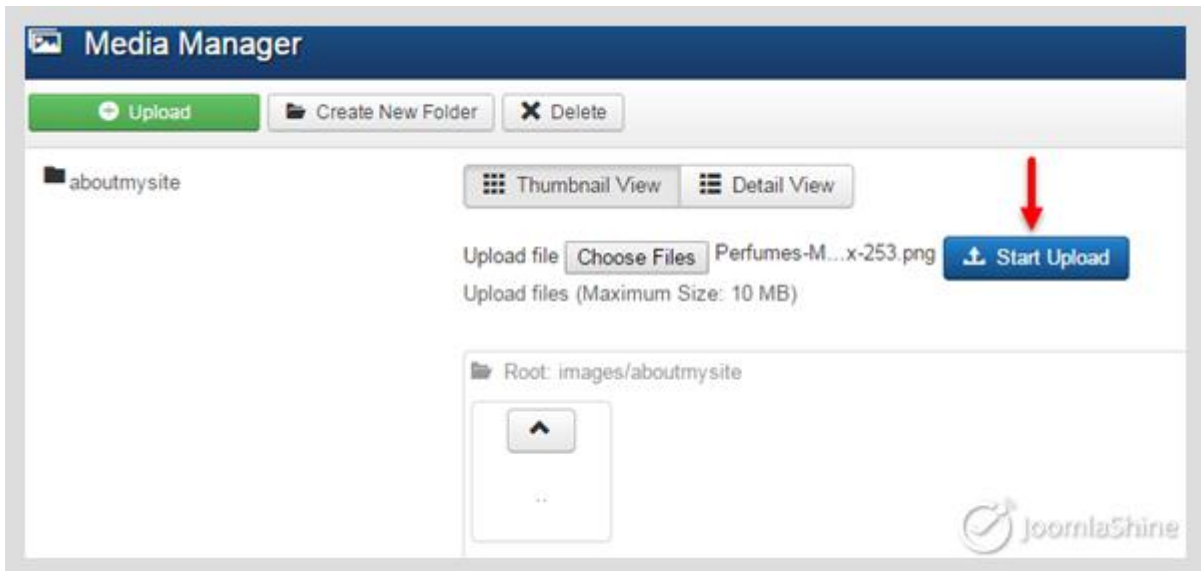 Media Manager
Upload Create New Folder Delete
aboutmysite
Thumbnail View Detail View
Upload file Choose Files Perfumes-M...x-253.png Start Upload
Upload files (Maximum Size: 10 MB)
Root: images/aboutmysite
..
JoomlaShine